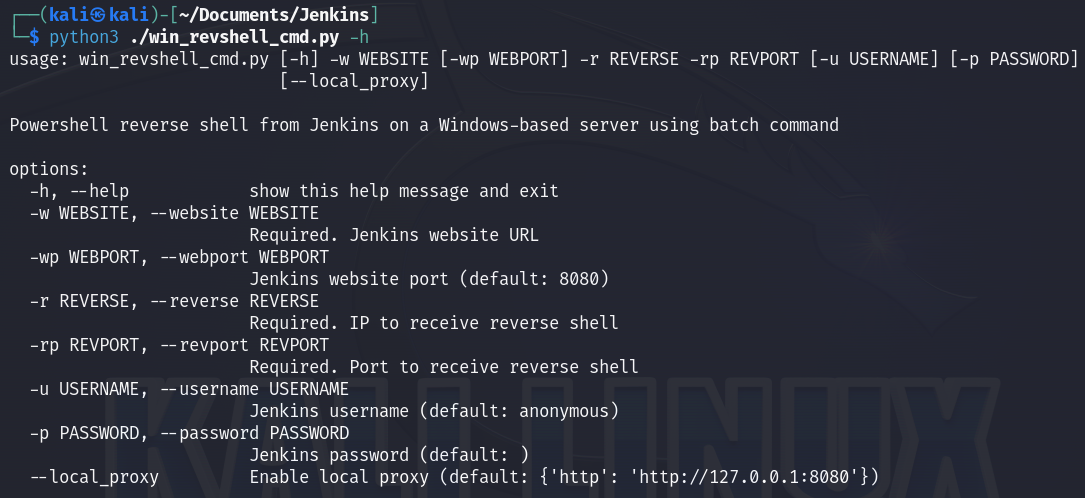 ┌──(kali㉿kali)-[~/Documents/Jenkins]
└─$ python3 ./win_revshell_cmd.py -h
usage: win_revshell_cmd.py [-h] -w WEBSITE [-wp WEBPORT] -r REVERSE -rp REVPORT [-u USERNAME] [-p PASSWORD]
                           [--local_proxy]

Powershell reverse shell from Jenkins on a Windows-based server using batch command

options:
  -h, --help            show this help message and exit
  -w WEBSITE, --website WEBSITE
                        Required. Jenkins website URL
  -wp WEBPORT, --webport WEBPORT
                        Jenkins website port (default: 8080)
  -r REVERSE, --reverse REVERSE
                        Required. IP to receive reverse shell
  -rp REVPORT, --revport REVPORT
                        Required. Port to receive reverse shell
  -u USERNAME, --username USERNAME
                        Jenkins username (default: anonymous)
  -p PASSWORD, --password PASSWORD
                        Jenkins password (default: )
  --local_proxy         Enable local proxy (default: {'http': 'http://127.0.0.1:8080'})
KALI LINUX